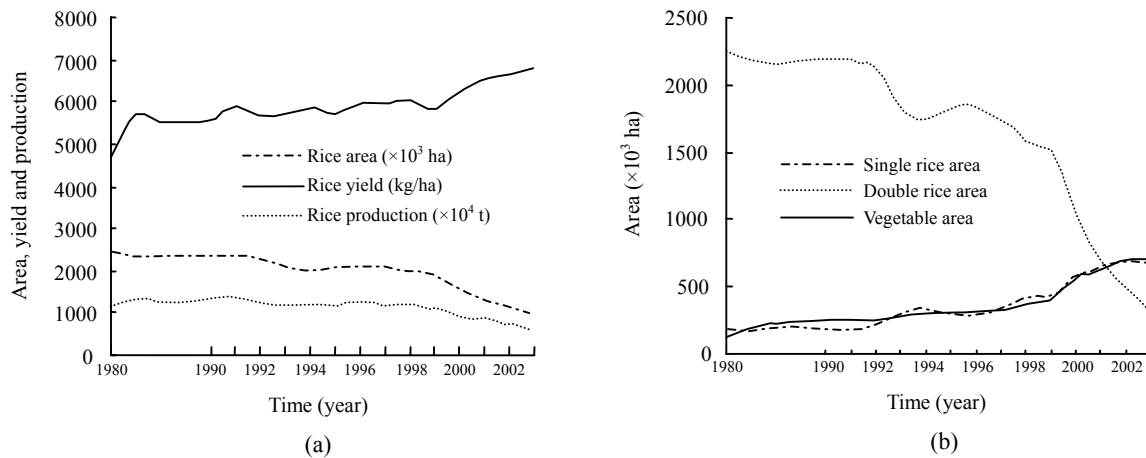 8000
7000
6000
5000
4000
3000
2000
1000
0
Area, yield and production
Rice area (×10³ ha)
Rice yield (kg/ha)
Rice production (×10⁴ t)
1980 1990 1992 1994 1996 1998 2000 2002
Time (year)
(a)
2500
2000
1500
1000
500
0
Area (×10³ ha)
Single rice area
Double rice area
Vegetable area
1980 1990 1992 1994 1996 1998 2000 2002
Time (year)
(b)